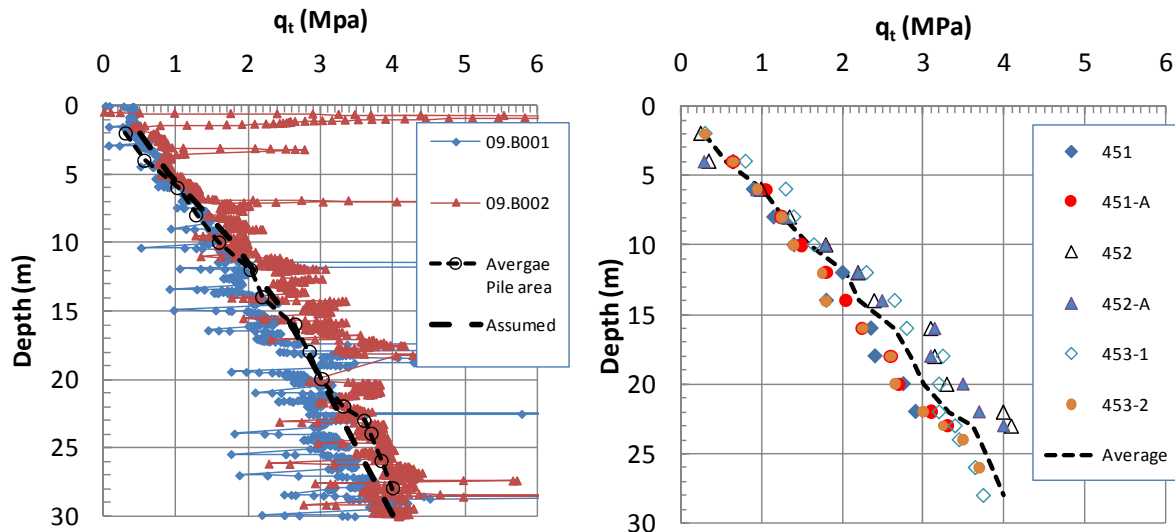 qt (Mpa)
0 1 2 3 4 5 6
0
5
10
15
20
25
30
Depth (m)
09.B001
09.B002
Avergae
Pile area
Assumed
qt (MPa)
0 1 2 3 4 5 6
0
5
10
15
20
25
30
Depth (m)
451
451-A
452
452-A
453-1
453-2
Average